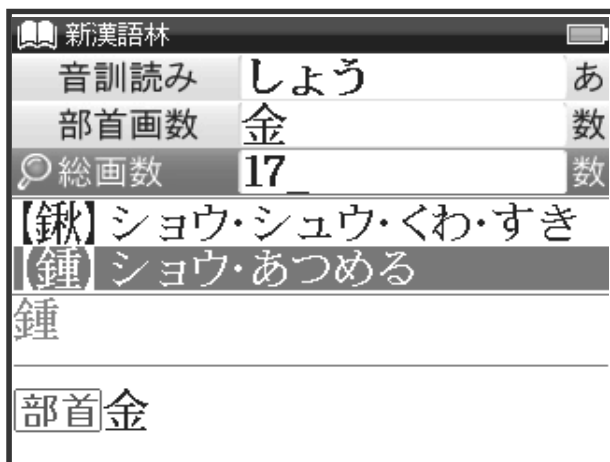 新漢語林
音訓読み しょう あ
部首画数 金 数
総画数 17_ 数
【鍬】ショウ・シュウ・くわ・すき
【鍾】ショウ・あつめる
鍾
部首金